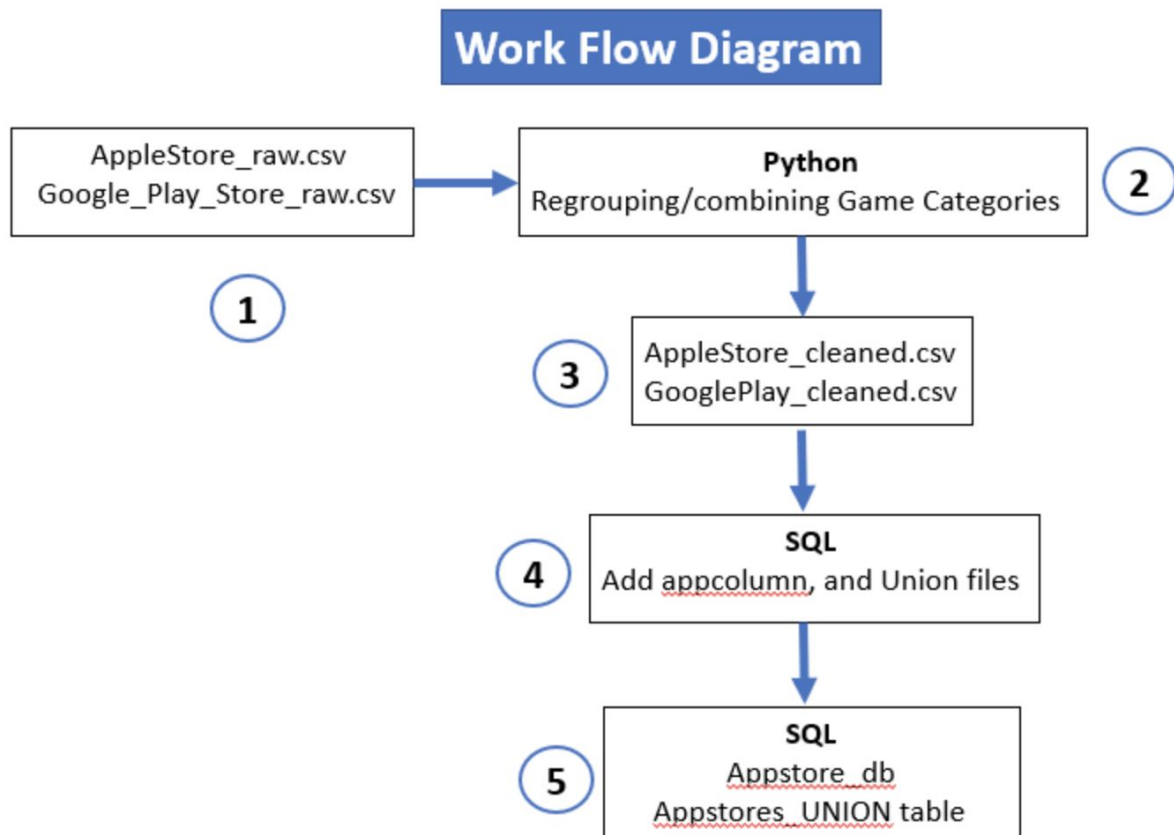 Work Flow Diagram
AppleStore_raw.csv
Google_Play_Store_raw.csv
1
Python
Regrouping/combining Game Categories
2
3
AppleStore_cleaned.csv
GooglePlay_cleaned.csv
4
SQL
Add appcolumn, and Union files
5
SQL
Appstore_db
Appstores_UNION table